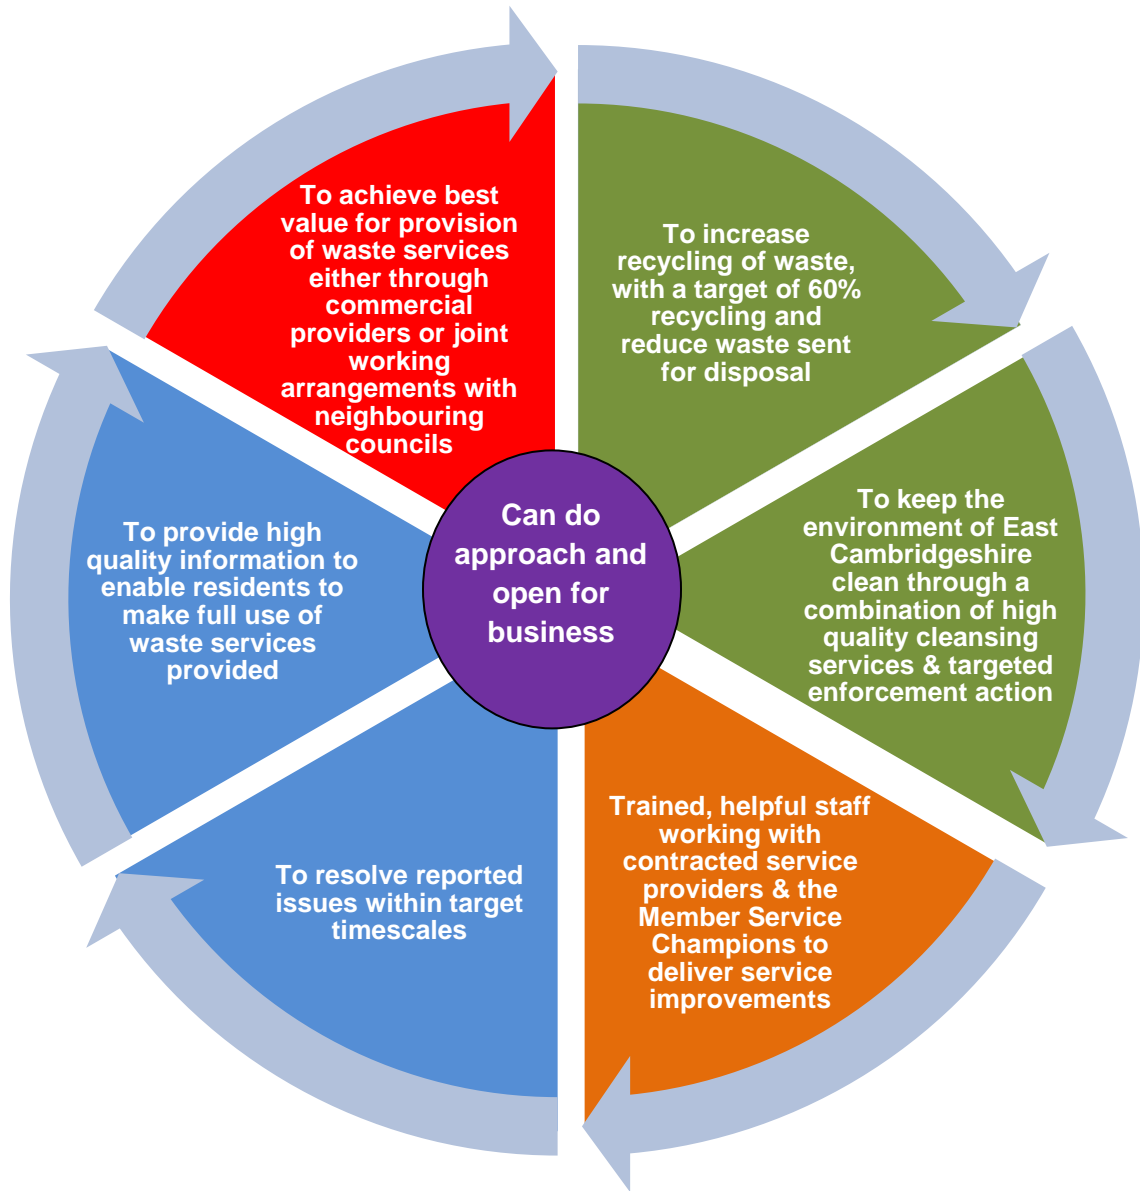 To achieve best
value for provision
of waste services
either through
commercial
providers or joint
working
arrangements with
neighbouring
councils
To increase
recycling of waste,
with a target of 60%
recycling and
reduce waste sent
for disposal
To keep the
environment of East
Cambridgeshire
clean through a
combination of high
quality cleansing
services & targeted
enforcement action
Trained, helpful staff
working with
contracted service
providers & the
Member Service
Champions to
deliver service
improvements
To resolve reported
issues within target
timescales
To provide high
quality information to
enable residents to
make full use of
waste services
provided
Can do
approach and
open for
business